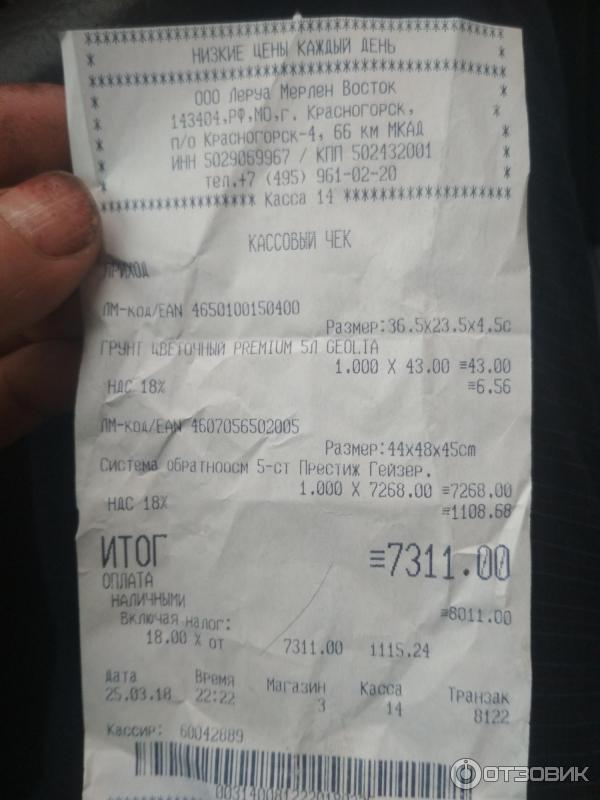 НИЗКИЕ ЦЕНЫ КАЖДЫЙ ДЕНЬ
ООО Леруа Мерлен Восток
143404,РФ,МО,г. Красногорск,
п/о Красногорск-4, 66 км МКАД
ИНН 5029069967 / КПП 502432001
тел.+7 (495) 961-02-20
Касса 14
КАССОВЫЙ ЧЕК
ПРИХОД
ЛМ-код/EAN 4650100150400
Размер:36.5x23.5x4.5c
ГРУНТ ЦВЕТОЧНЫЙ PREMIUM 5Л GEOLIA
1.000 X 43.00 ≡43.00
НДС 18% ≡6.56
ЛМ-код/EAN 4607056502005
Размер:44x48x45cm
Система обратноосм 5-ст Престиж Гейзер.
1.000 X 7268.00 ≡7268.00
НДС 18% ≡1108.68
ИТОГ ≡7311.00
ОПЛАТА
НАЛИЧНЫМИ ≡8011.00
Включая налог:
18.00 % от 7311.00 1115.24
Дата Время Магазин Касса Транзак
25.03.18 22:22 3 14 8122
Кассир: 60042889
ОТЗОВИК